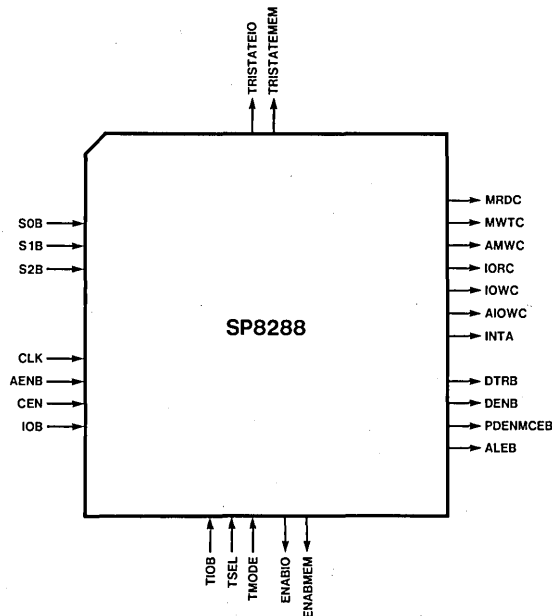 TRISTATEIO
TRISTATEMEM
S0B
S1B
S2B
CLK
AENB
CEN
IOB
SP8288
MRDC
MWTC
AMWC
IORC
IOWC
AIOWC
INTA
DTRB
DENB
PDENMCEB
ALEB
TIOB
TSEL
TMODE
ENABIO
ENABMEM